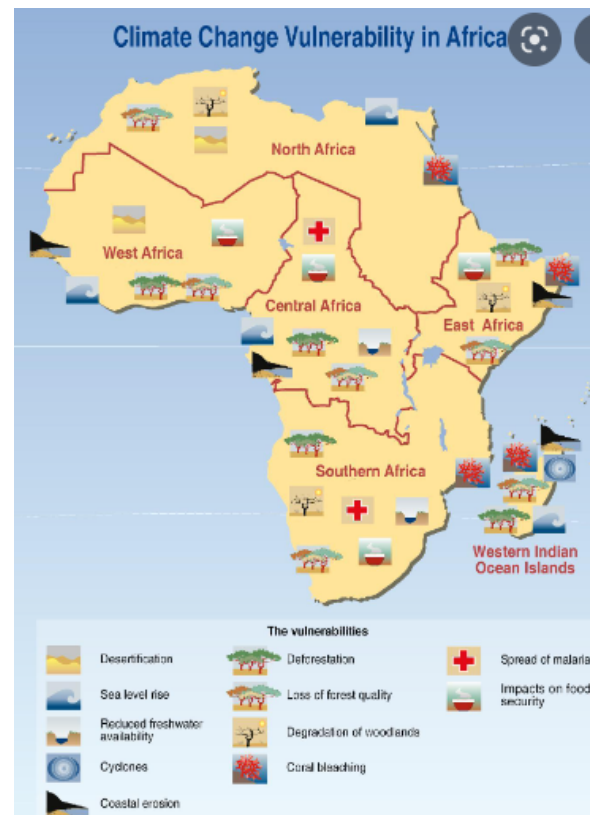 Climate Change Vulnerability in Africa
North Africa
West Africa
Central Africa
East Africa
Southern Africa
Western Indian
Ocean Islands
The vulnerabilities
Desertification
Sea level rise
Reduced freshwater
availability
Cyclones
Coastal erosion
Deforestation
Loss of forest quality
Degradation of woodlands
Coral bleaching
Spread of malaria
Impacts on food
security